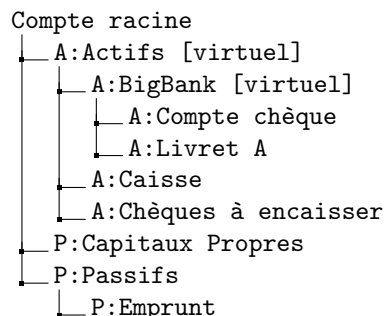 Compte racine
A:Actifs [virtuel]
A:BigBank [virtuel]
A:Compte chèque
A:Livret A
A:Caisse
A:Chèques à encaisser
P:Capitaux Propres
P:Passifs
P:Emprunt